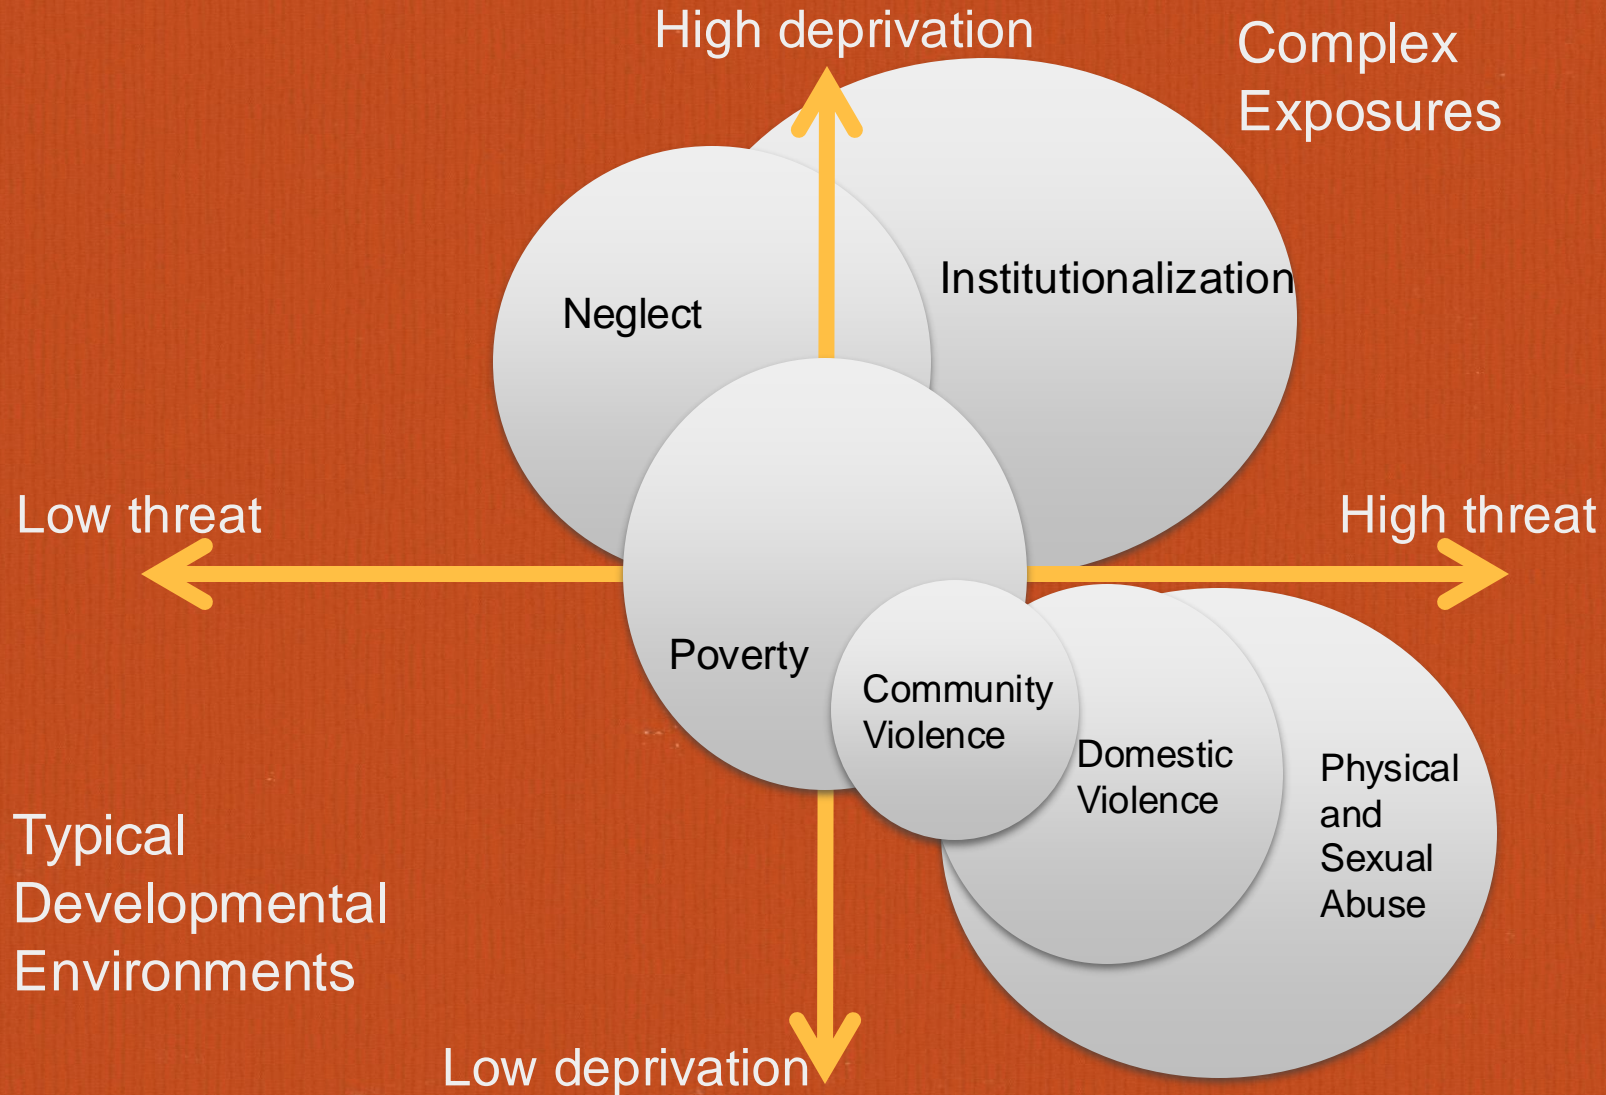 High deprivation
Complex
Exposures
Institutionalization
Neglect
Low threat
High threat
Poverty
Community
Violence
Domestic
Violence
Physical
and
Sexual
Abuse
Typical
Developmental
Environments
Low deprivation